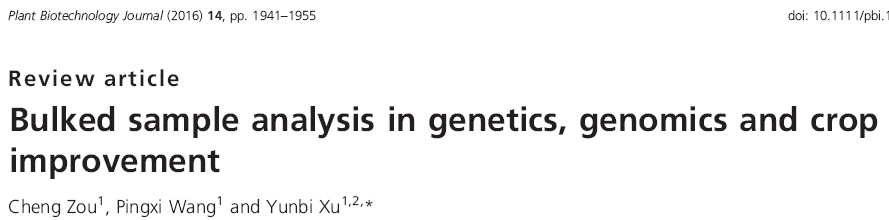 Plant Biotechnology Journal (2016) 14, pp. 1941–1955 doi: 10.1111/pbi.1
Review article
Bulked sample analysis in genetics, genomics and crop
improvement
Cheng Zou1, Pingxi Wang1 and Yunbi Xu1,2,*